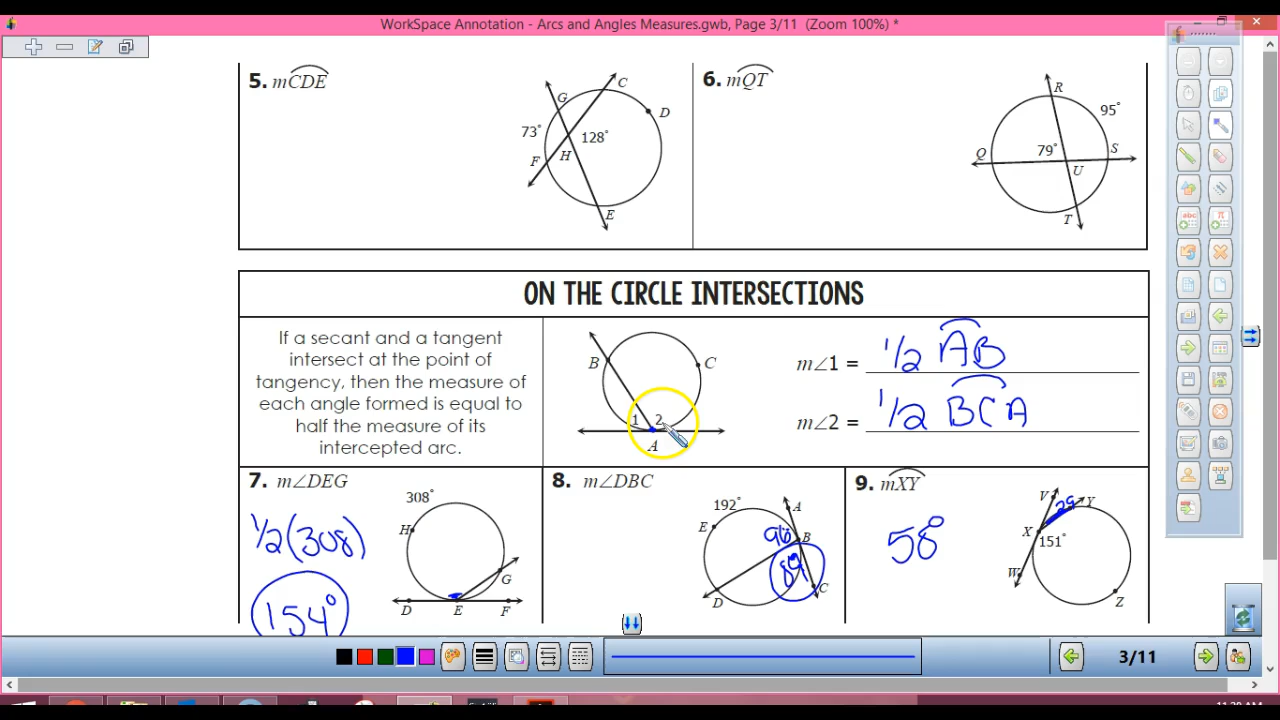 WorkSpace Annotation - Arcs and Angles Measures.gwb, Page 3/11 (Zoom 100%) *
5. mCDE
G
C
D
73°
128°
F
H
E
6. mQT
R
95°
Q
79°
S
U
T
ON THE CIRCLE INTERSECTIONS
If a secant and a tangent
intersect at the point of
tangency, then the measure of
each angle formed is equal to
half the measure of its
intercepted arc.
B
C
1
2
A
m∠1 = 1/2 AB
m∠2 = 1/2 BCA
7. m∠DEG
308°
H
G
D
E
F
1/2(308)
154°
8. m∠DBC
192°
A
E
96
B
84
D
C
9. mXY
V
29
Y
X
151°
W
Z
58°
abc
π
3/11